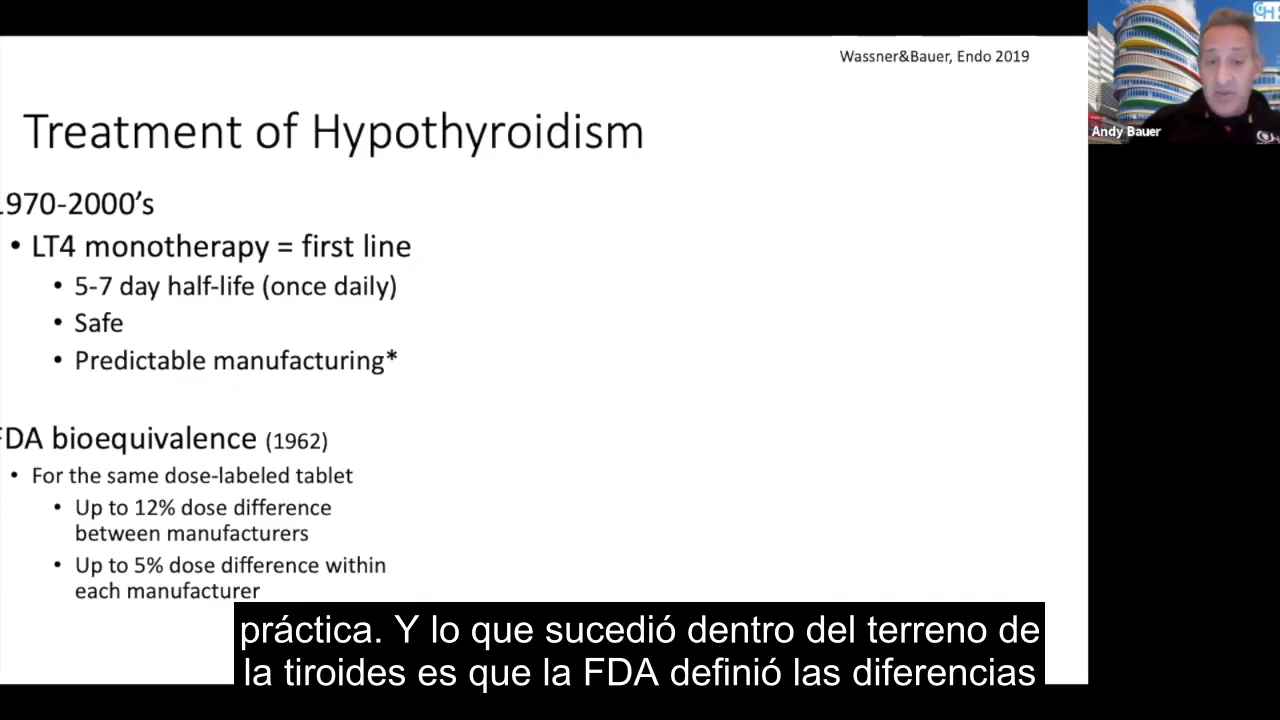 Wassner&Bauer, Endo 2019
Treatment of Hypothyroidism
970-2000's
• LT4 monotherapy = first line
• 5-7 day half-life (once daily)
• Safe
• Predictable manufacturing*
DA bioequivalence (1962)
• For the same dose-labeled tablet
• Up to 12% dose difference
between manufacturers
• Up to 5% dose difference within
each manufacturer
práctica. Y lo que sucedió dentro del terreno de
la tiroides es que la FDA definió las diferencias
Andy Bauer